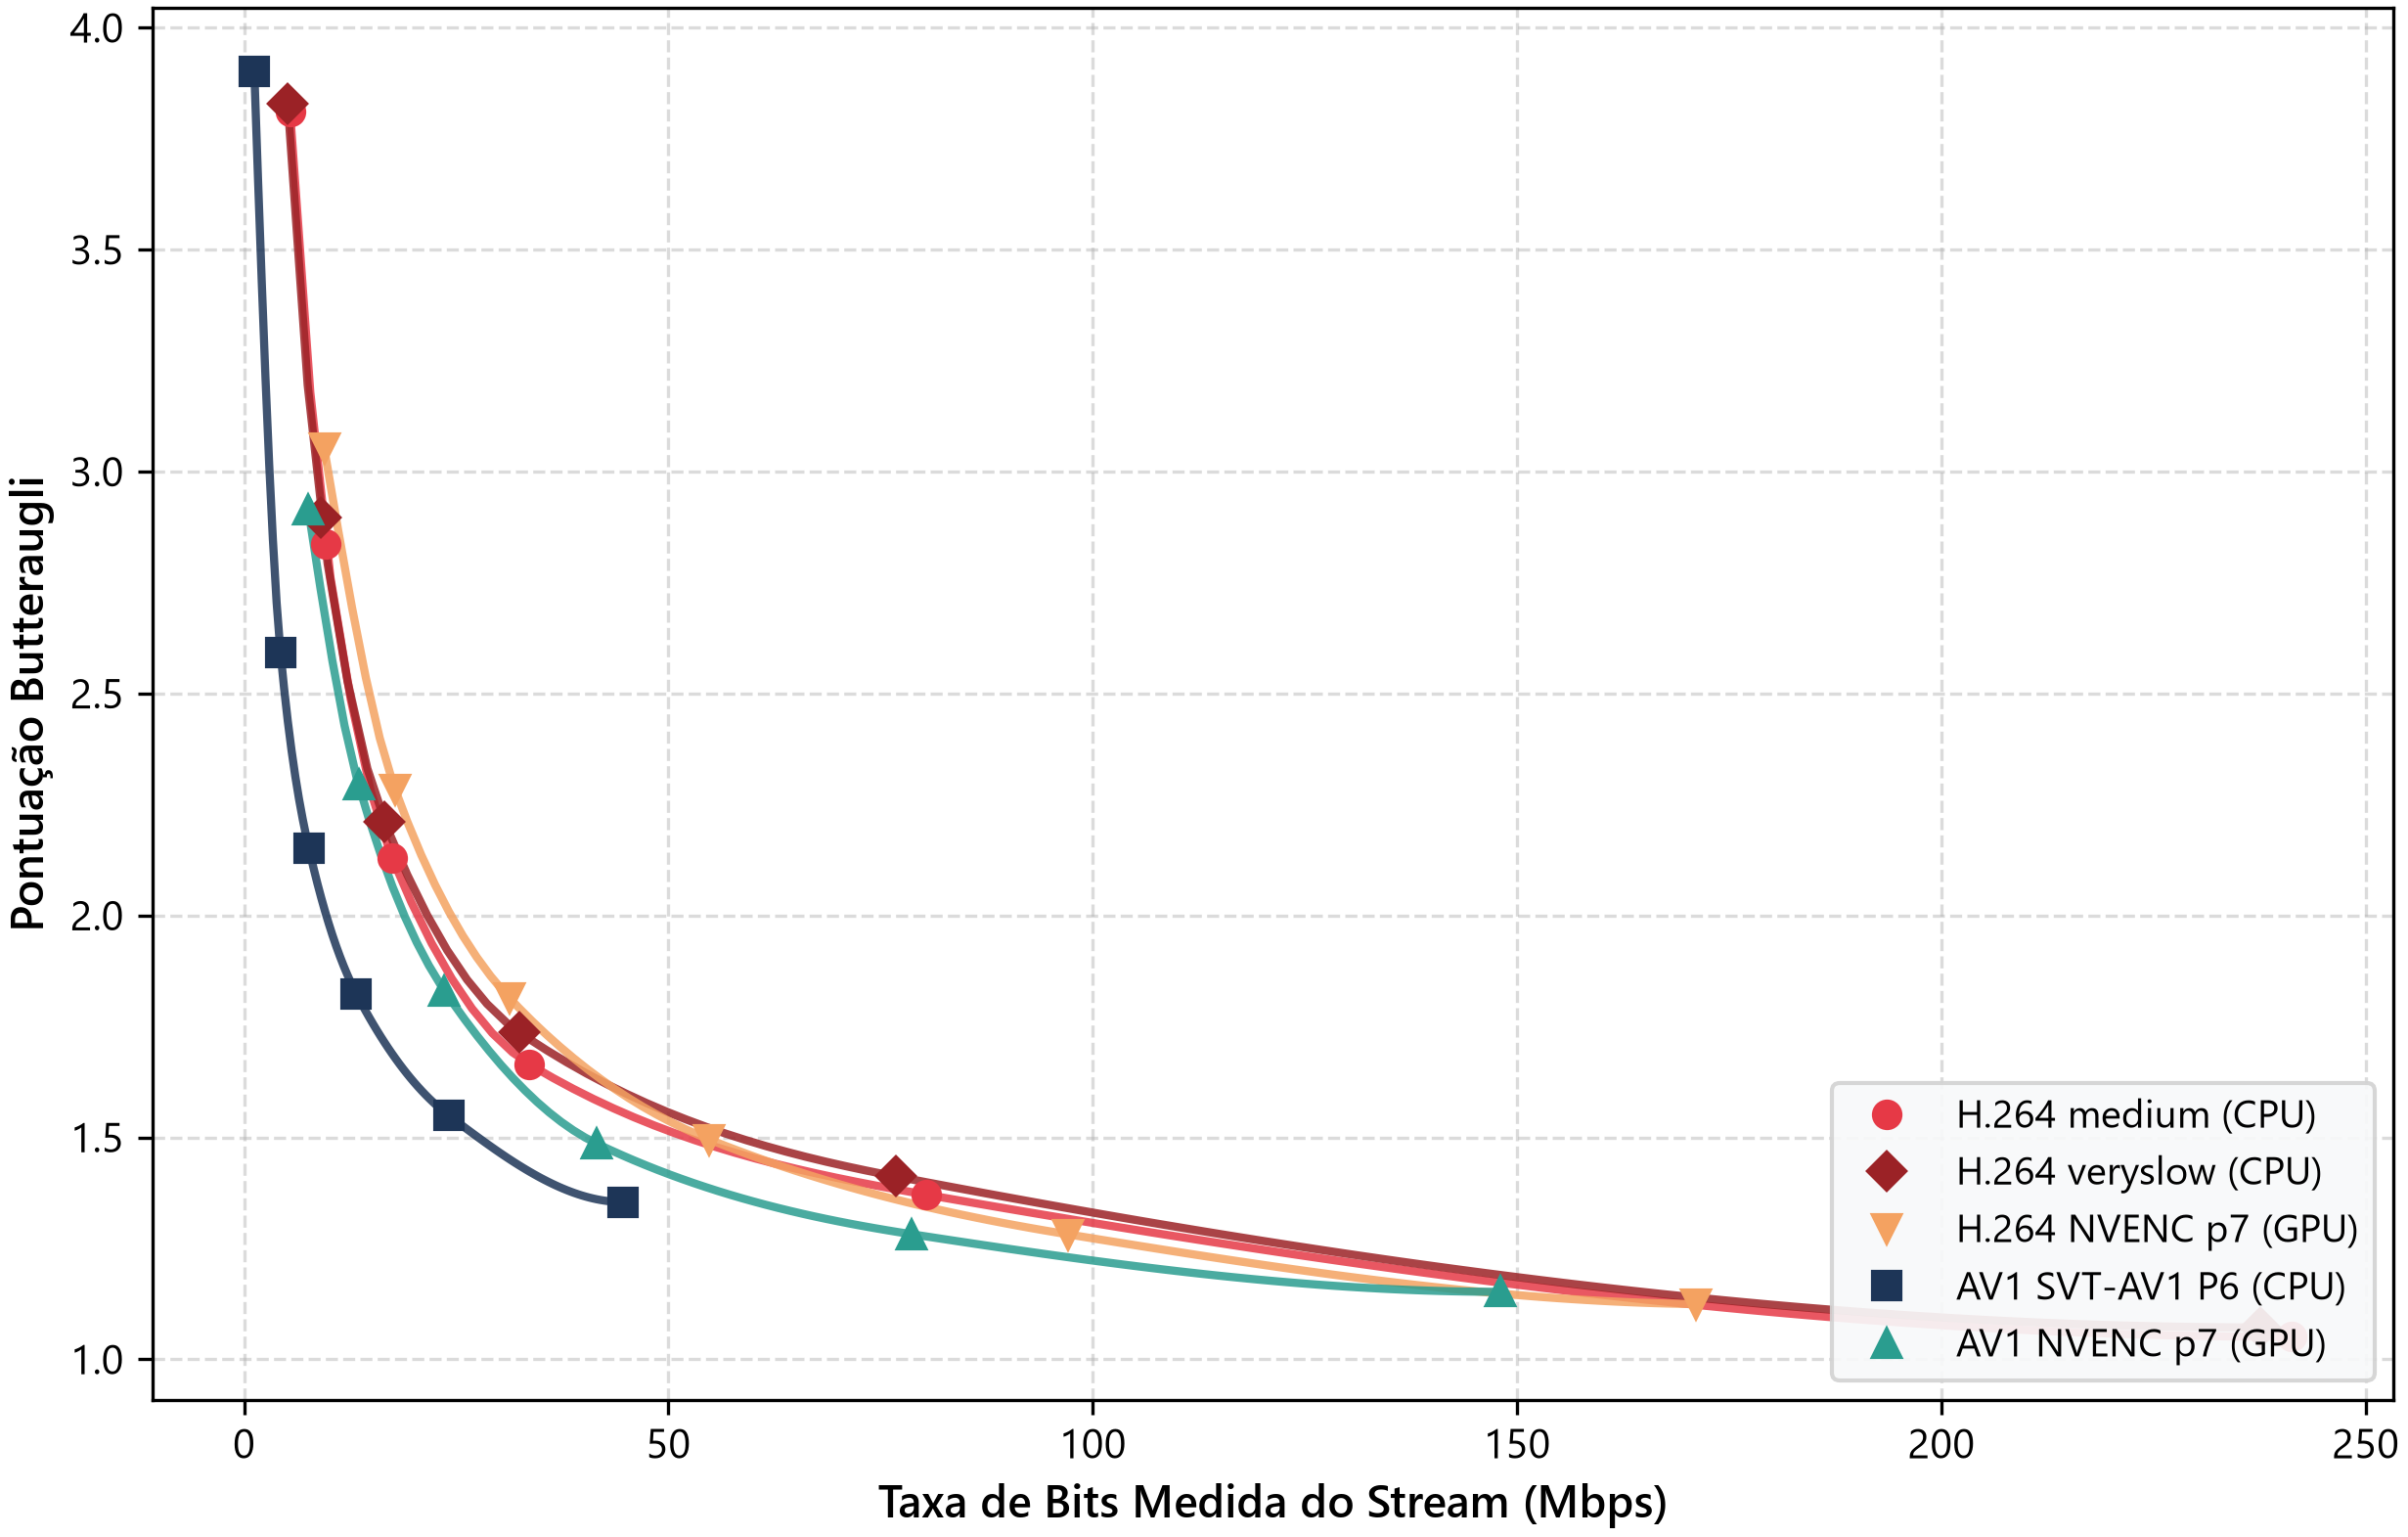 4.0
3.5
3.0
2.5
2.0
1.5
1.0
Pontuação Butteraugli
0
50
100
150
200
250
Taxa de Bits Medida do Stream (Mbps)
H.264 medium (CPU)
H.264 veryslow (CPU)
H.264 NVENC p7 (GPU)
AV1 SVT-AV1 P6 (CPU)
AV1 NVENC p7 (GPU)